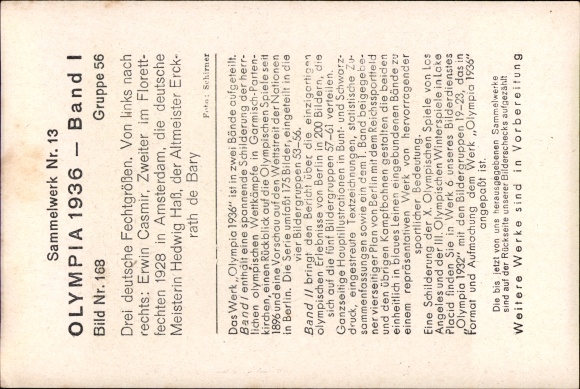 Sammelwerk Nr. 13
OLYMPIA 1936 – Band I
Bild Nr. 168 Gruppe 56
Drei deutsche Fechtgrößen. Von links nach
rechts: Erwin Casmir, Zweiter im Florett-
fechten 1928 in Amsterdam, die deutsche
Meisterin Hedwig Haß, der Altmeister Erck-
rath de Bary
Foto: Schirner
Das Werk „Olympia 1936“ ist in zwei Bände aufgeteilt.
Band I enthält eine spannende Schilderung der herr-
lichen olympischen Wettkämpfe in Garmisch-Parten-
kirchen, einen Rückblick auf die Olympischen Spiele seit
1896 und eine Vorschau auf den Wettstreit der Nationen
in Berlin. Die Serie umfaßt 175 Bilder, eingeteilt in die
vier Bildergruppen 53–56.
Band II bringt den Bericht über die einzigartigen
olympischen Erlebnisse von Berlin in 200 Bildern, die
sich auf die fünf Bildergruppen 57–61 verteilen.
Ganzseitige Hauptillustrationen in Bunt- und Schwarz-
druck, eingestreute Textzeichnungen, statistische Zu-
sammenfassungen sowie ein dem I. Band beigegebe-
ner vierseitiger Plan von Berlin mit dem Reichssportfeld
und den übrigen Kampfbahnen gestalten die beiden
einheitlich in blaues Leinen eingebundenen Bände zu
einem repräsentativen Werk von hervorragender
sportlicher Bedeutung.
Eine Schilderung der X. Olympischen Spiele von Los
Angeles und der III. Olympischen Winterspiele in Lake
Placid finden Sie in Werk 6 unseres Bilderdienstes
„Olympia 1932“ mit den Bildergruppen 19–23, das in
Format und Aufmachung dem Werk „Olympia 1936“
angepaßt ist.
Die bis jetzt von uns herausgegebenen Sammelwerke
sind auf der Rückseite unserer Bilderschecks aufgezählt
Weitere Werke sind in Vorbereitung